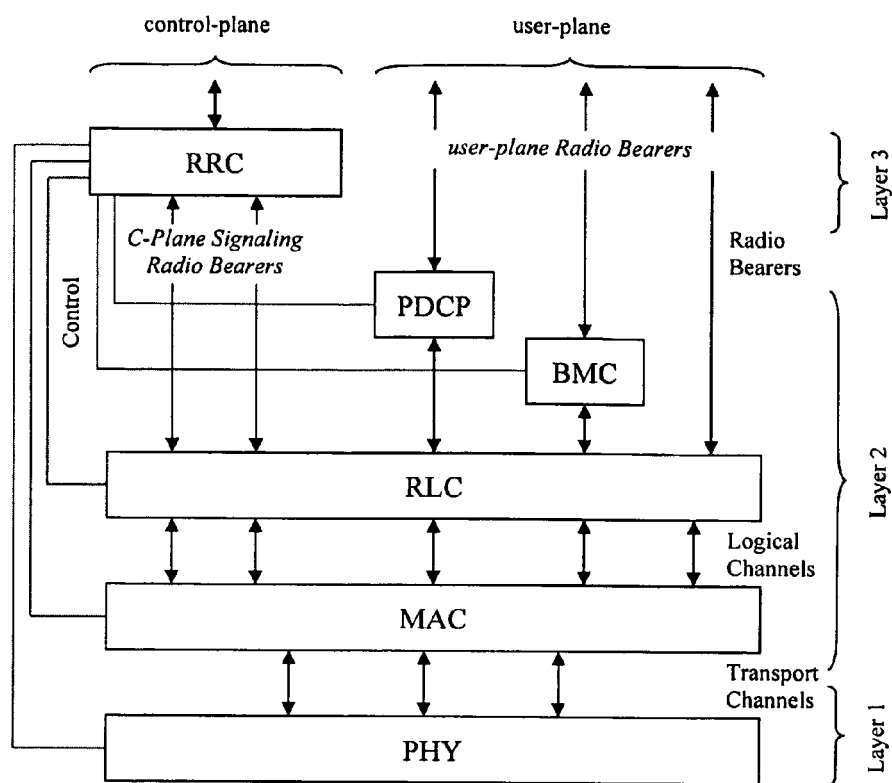 control-plane
user-plane
RRC
user-plane Radio Bearers
Layer 3
C-Plane Signaling
Radio Bearers
Radio
Bearers
Control
PDCP
BMC
Layer 2
RLC
Logical
Channels
MAC
Transport
Channels
PHY
Layer 1